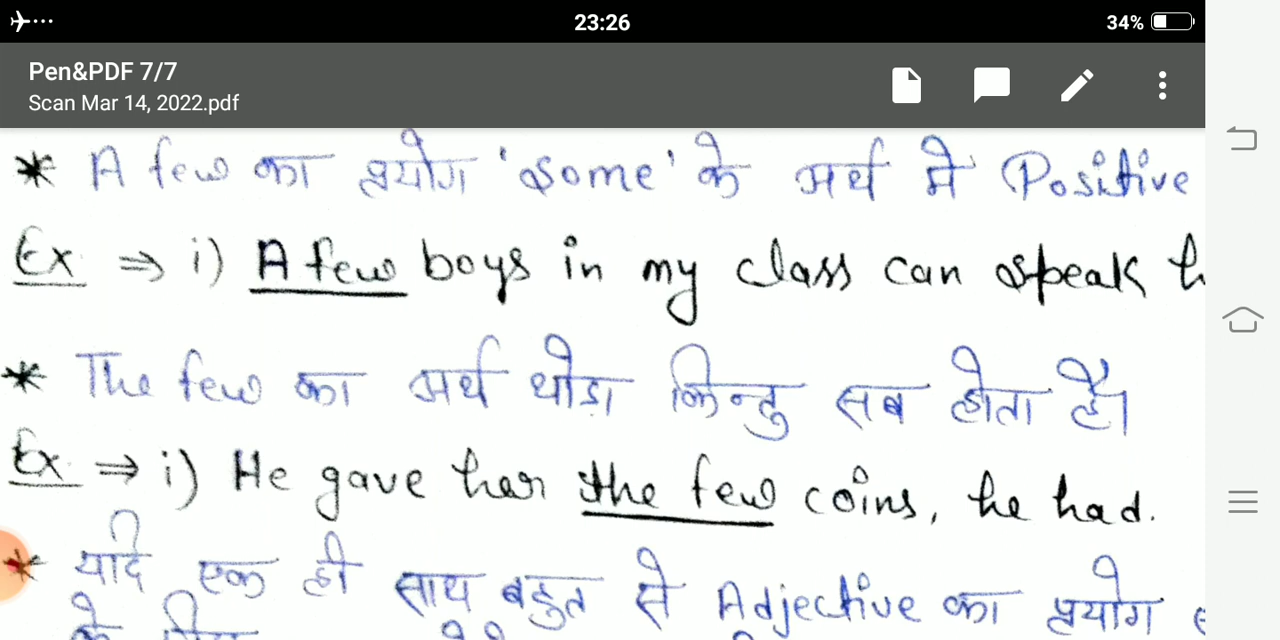 23:26
34%
Pen&PDF 7/7
Scan Mar 14, 2022.pdf
* A few का प्रयोग 'some' के अर्थ में Positive
Ex ⇒ i) A few boys in my class can speak
* The few का अर्थ थोडा किन्तु सब होता है।
Ex ⇒ i) He gave her the few coins, he had.
* यदि एक ही साथ बहुत से Adjective का प्रयोग
के